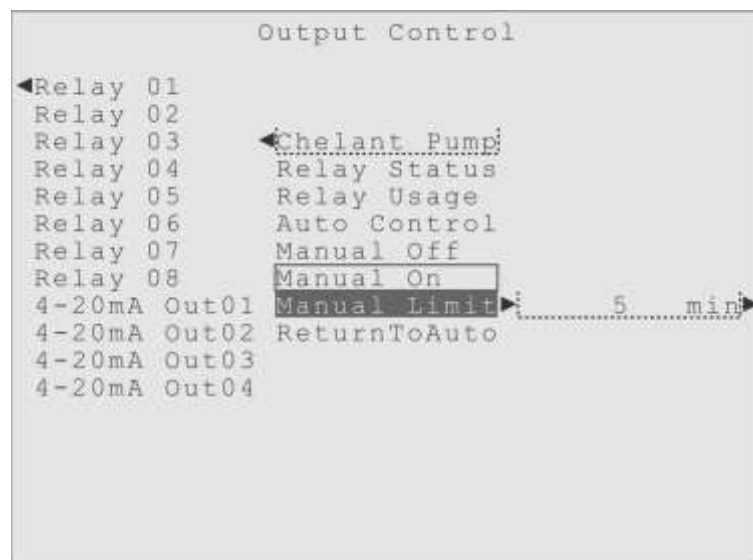 Output Control
Relay 01
Relay 02
Relay 03 Chelant Pump
Relay 04 Relay Status
Relay 05 Relay Usage
Relay 06 Auto Control
Relay 07 Manual Off
Relay 08 Manual On
4-20mA Out01 Manual Limit 5 min
4-20mA Out02 ReturnToAuto
4-20mA Out03
4-20mA Out04